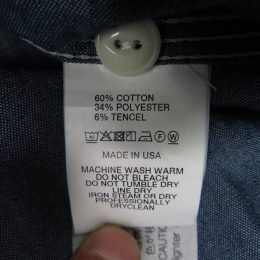 60% COTTON
34% POLYESTER
6% TENCEL
MADE IN USA
MACHINE WASH WARM
DO NOT BLEACH
DO NOT TUMBLE DRY
LINE DRY
IRON STEAM OR DRY
PROFESSIONALLY
DRYCLEAN